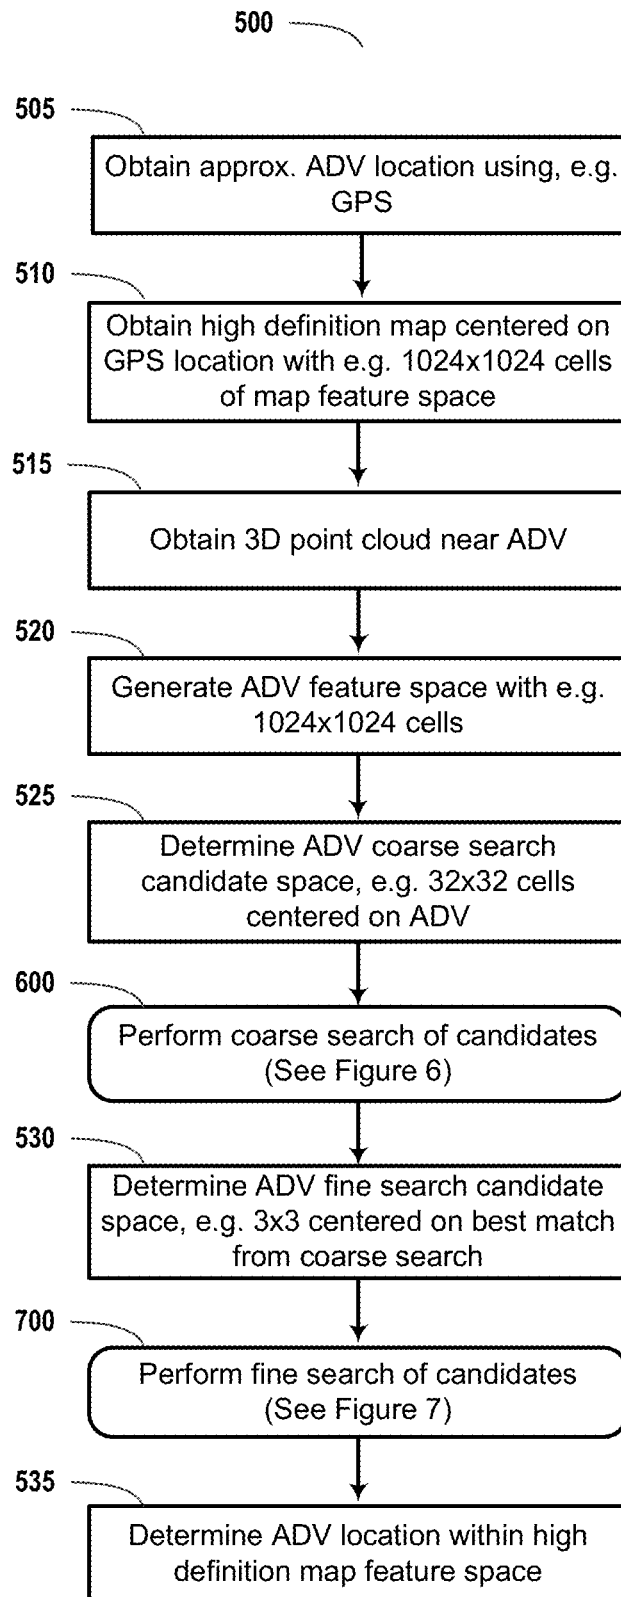 500
505
Obtain approx. ADV location using, e.g.
GPS
510
Obtain high definition map centered on
GPS location with e.g. 1024x1024 cells
of map feature space
515
Obtain 3D point cloud near ADV
520
Generate ADV feature space with e.g.
1024x1024 cells
525
Determine ADV coarse search
candidate space, e.g. 32x32 cells
centered on ADV
600
Perform coarse search of candidates
(See Figure 6)
530
Determine ADV fine search candidate
space, e.g. 3x3 centered on best match
from coarse search
700
Perform fine search of candidates
(See Figure 7)
535
Determine ADV location within high
definition map feature space